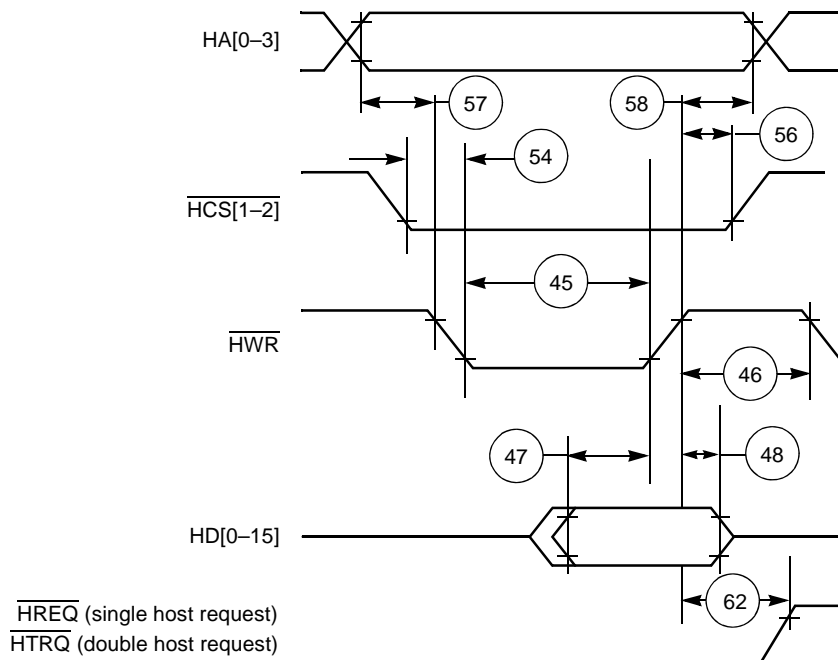 HA[0–3]
57
58
56
54
HCS[1–2]
45
HWR
46
47
48
HD[0–15]
62
HREQ (single host request)
HTRQ (double host request)